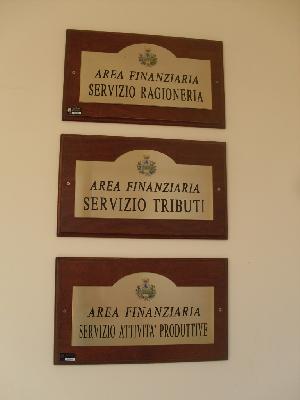 AREA FINANZIARIA
SERVIZIO RAGIONERIA
AREA FINANZIARIA
SERVIZIO TRIBUTI
AREA FINANZIARIA
SERVIZIO ATTIVITA' PRODUTTIVE